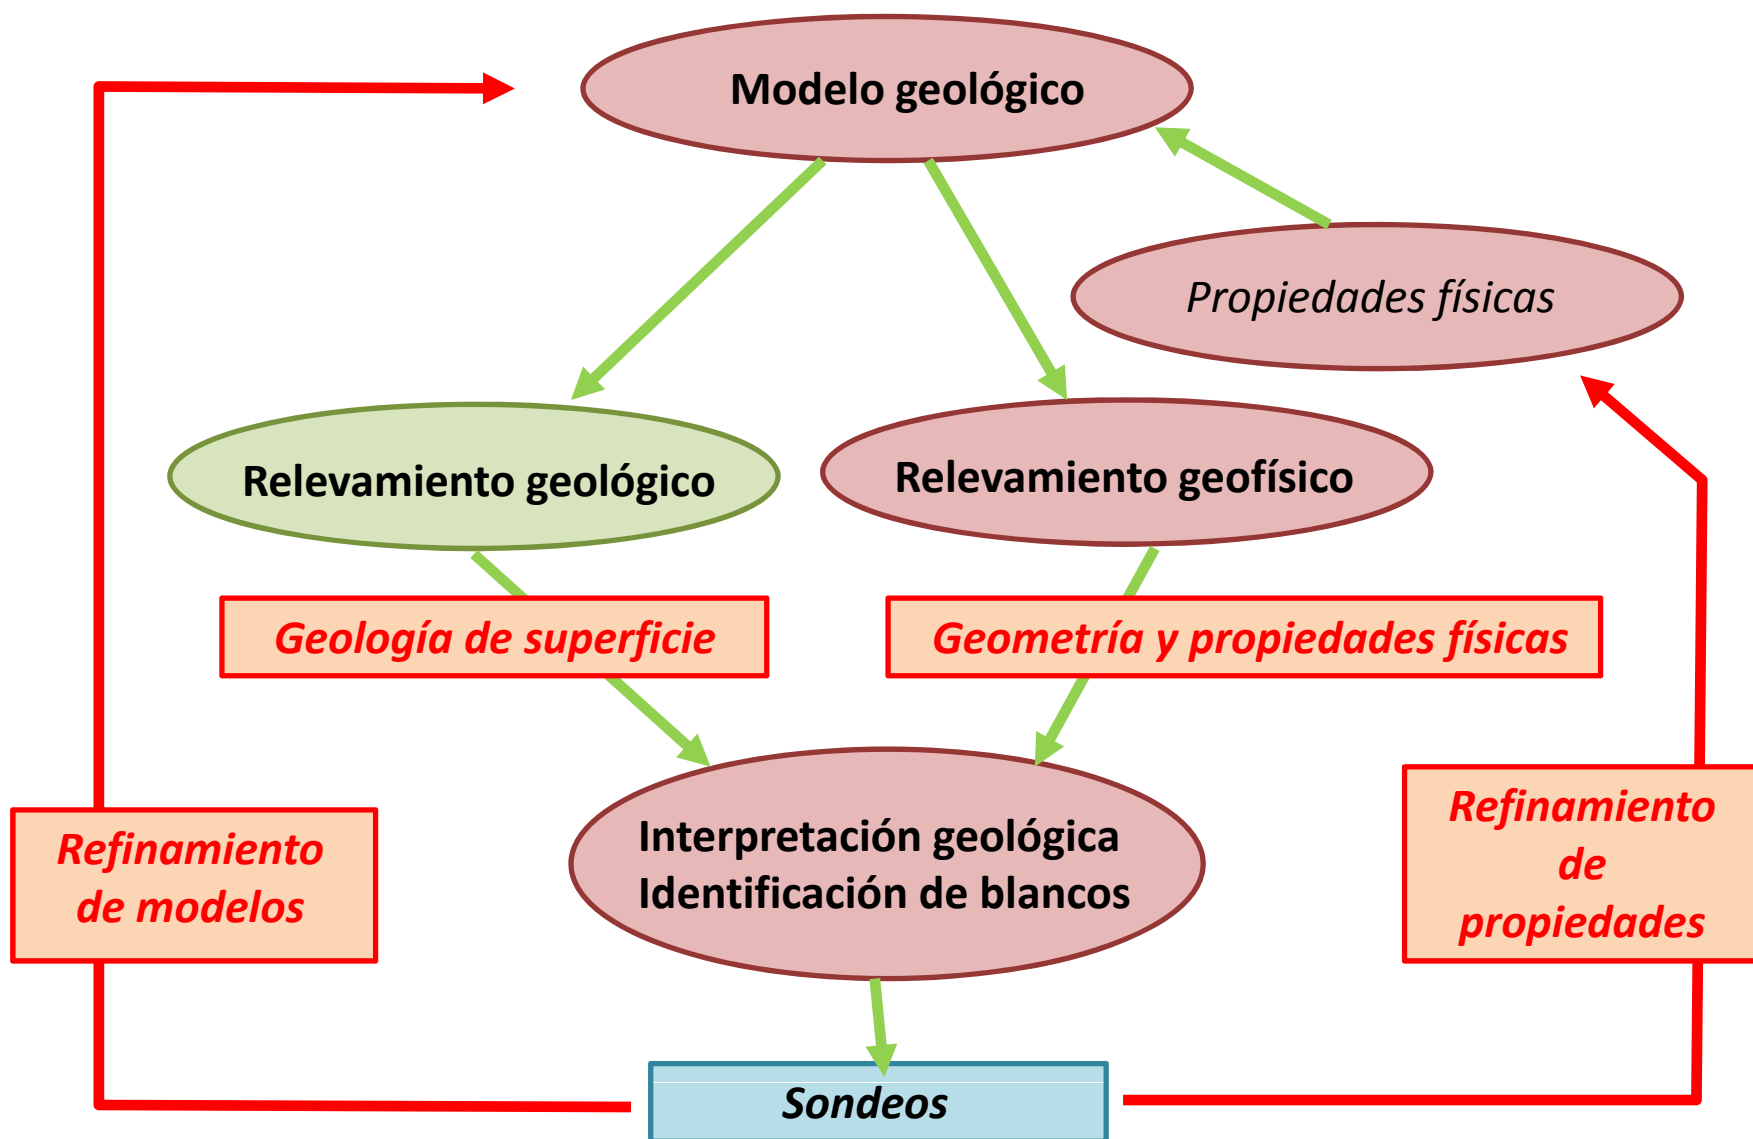 Modelo geológico
Propiedades físicas
Relevamiento geológico
Relevamiento geofísico
Geología de superficie
Geometría y propiedades físicas
Interpretación geológica
Identificación de blancos
Refinamiento
de modelos
Refinamiento
de
propiedades
Sondeos